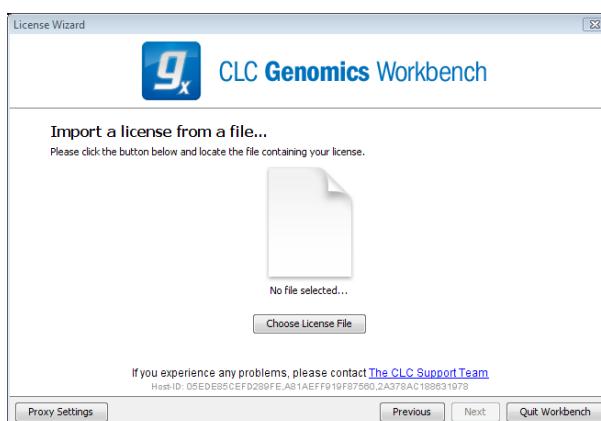 License Wizard
gx CLC Genomics Workbench
Import a license from a file...
Please click the button below and locate the file containing your license.
No file selected...
Choose License File
If you experience any problems, please contact The CLC Support Team
Host-ID: 05EDE85CEFD289FE,A81AEFF919F87560,2A378AC188631978
Proxy Settings Previous Next Quit Workbench